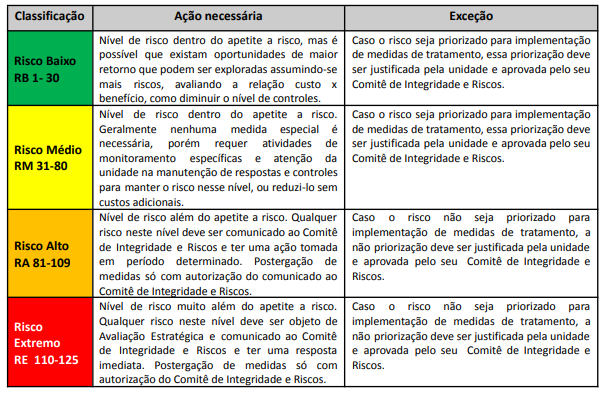 Classificação Ação necessária Exceção
Risco Baixo
RB 1- 30
Nível de risco dentro do apetite a risco, mas é
possível que existam oportunidades de maior
retorno que podem ser exploradas assumindo-se
mais riscos, avaliando a relação custo x
benefício, como diminuir o nível de controles.
Caso o risco seja priorizado para implementação
de medidas de tratamento, essa priorização deve
ser justificada pela unidade e aprovada pelo seu
Comitê de Integridade e Riscos.
Risco Médio
RM 31-80
Nível de risco dentro do apetite a risco.
Geralmente nenhuma medida especial é
necessária, porém requer atividades de
monitoramento específicas e atenção da
unidade na manutenção de respostas e controles
para manter o risco nesse nível, ou reduzi-lo sem
custos adicionais.
Caso o risco seja priorizado para implementação
de medidas de tratamento, essa priorização deve
ser justificada pela unidade e aprovada pelo seu
Comitê de Integridade e Riscos.
Risco Alto
RA 81-109
Nível de risco além do apetite a risco. Qualquer
risco neste nível deve ser comunicado ao Comitê
de Integridade e Riscos e ter uma ação tomada
em período determinado. Postergação de
medidas só com autorização do comunicado ao
Comitê de Integridade e Riscos.
Caso o risco não seja priorizado para
implementação de medidas de tratamento, a
não priorização deve ser justificada pela unidade
e aprovada pelo seu Comitê de Integridade e
Riscos.
Risco
Extremo
RE 110-125
Nível de risco muito além do apetite a risco.
Qualquer risco neste nível deve ser objeto de
Avaliação Estratégica e comunicado ao Comitê
de Integridade e Riscos e ter uma resposta
imediata. Postergação de medidas só com
autorização do Comitê de Integridade e Riscos.
Caso o risco não seja priorizado para
implementação de medidas de tratamento, a
não priorização deve ser justificada pela unidade
e aprovada pelo seu Comitê de Integridade e
Riscos.